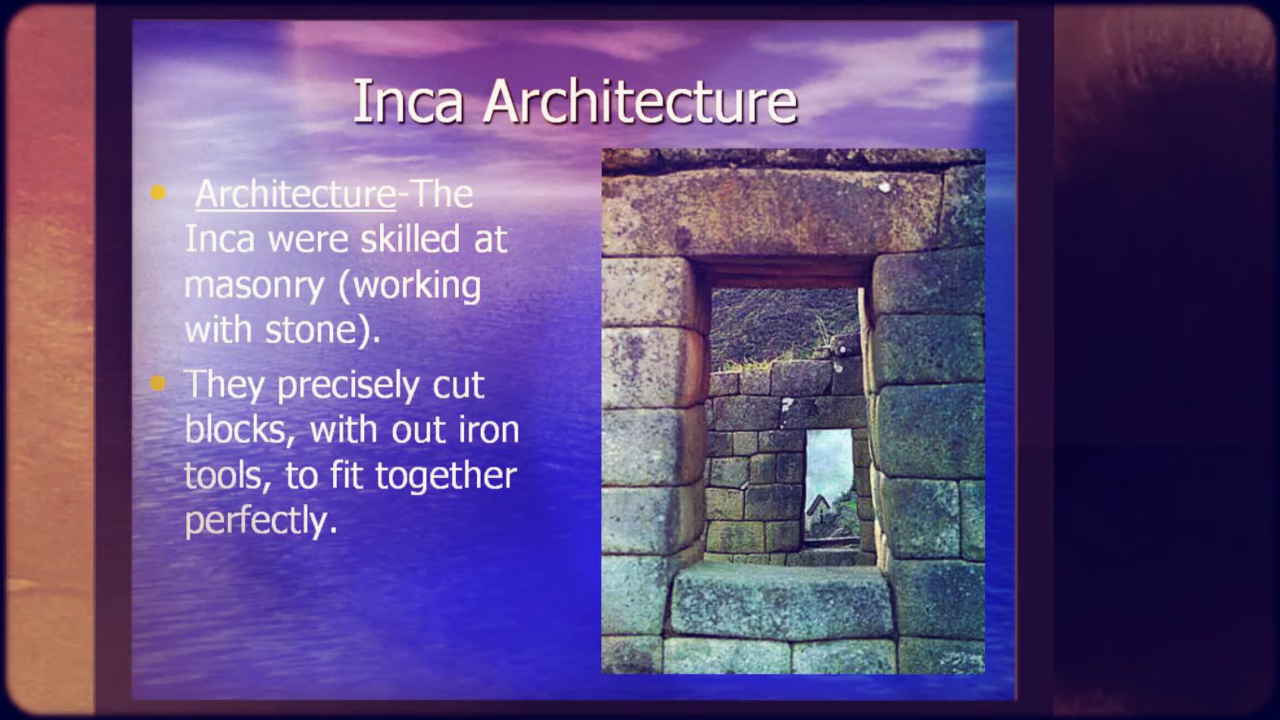 Inca Architecture
Architecture-The
Inca were skilled at
masonry (working
with stone).
They precisely cut
blocks, with out iron
tools, to fit together
perfectly.